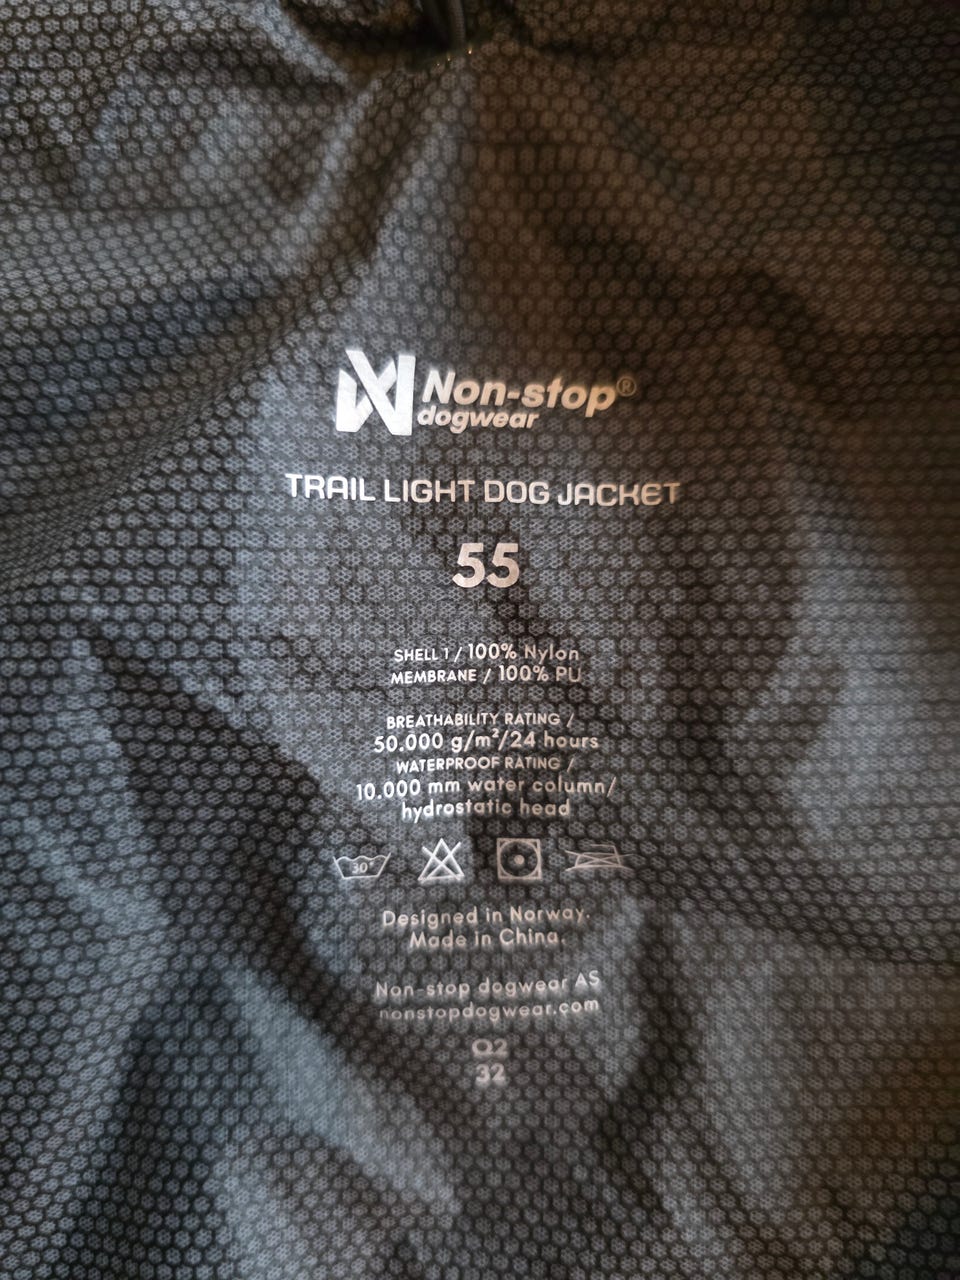 Non-stop®
dogwear
TRAIL LIGHT DOG JACKET
55
SHELL 1 / 100% Nylon
MEMBRANE / 100% PU
BREATHABILITY RATING /
50.000 g/m²/24 hours
WATERPROOF RATING /
10.000 mm water column/
hydrostatic head
30°
Designed in Norway.
Made in China.
Non-stop dogwear AS
nonstopdogwear.com
Q2
32